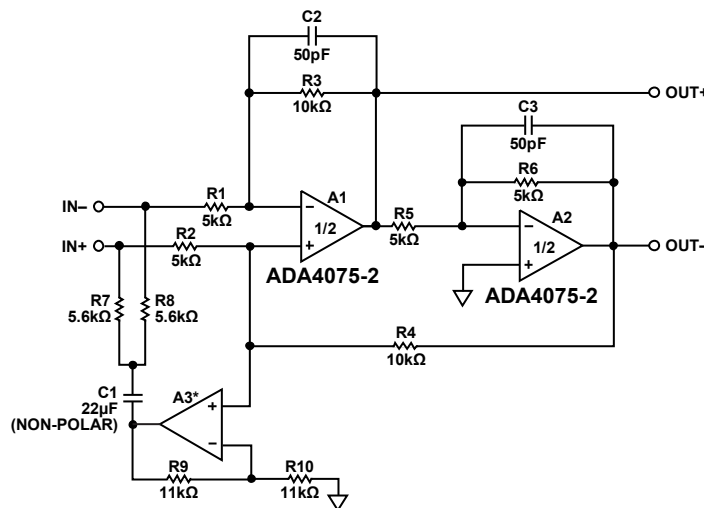 C2
50pF
R3
10kΩ
OUT+
C3
50pF
R6
5kΩ
IN–
R1
5kΩ
A1
–
1/2
+
R5
5kΩ
A2
–
1/2
+
OUT–
IN+
R2
5kΩ
ADA4075-2
ADA4075-2
R7
5.6kΩ
R8
5.6kΩ
R4
10kΩ
C1
22µF
(NON-POLAR)
A3*
+
–
R9
11kΩ
R10
11kΩ